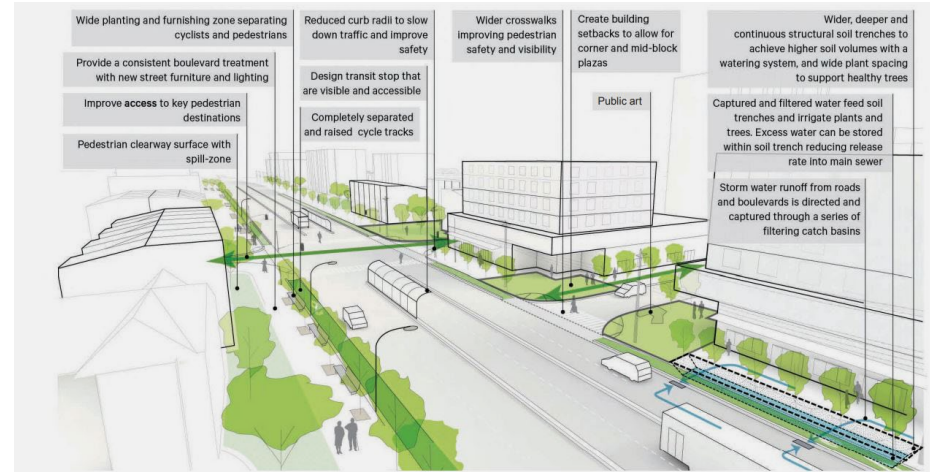 Wide planting and furnishing zone separating
cyclists and pedestrians
Provide a consistent boulevard treatment
with new street furniture and lighting
Improve access to key pedestrian
destinations
Pedestrian clearway surface with
spill-zone
Reduced curb radii to slow
down traffic and improve
safety
Design transit stop that
are visible and accessible
Completely separated
and raised cycle tracks
Wider crosswalks
improving pedestrian
safety and visibility
Create building
setbacks to allow for
corner and mid-block
plazas
Public art
Wider, deeper and
continuous structural soil trenches to
achieve higher soil volumes with a
watering system, and wide plant spacing
to support healthy trees
Captured and filtered water feed soil
trenches and irrigate plants and
trees. Excess water can be stored
within soil trench reducing release
rate into main sewer
Storm water runoff from roads
and boulevards is directed and
captured through a series of
filtering catch basins